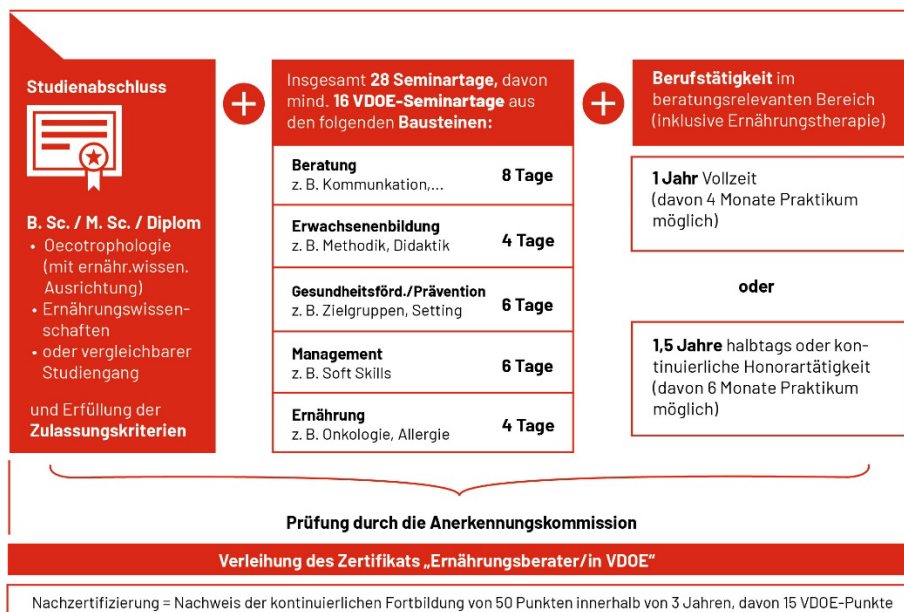 Studienabschluss
B. Sc. / M. Sc. / Diplom
• Oecotrophologie
(mit ernähr.wissen.
Ausrichtung)
• Ernährungswissen-
schaften
• oder vergleichbarer
Studiengang
und Erfüllung der
Zulassungskriterien
+
Insgesamt 28 Seminartage, davon
mind. 16 VDOE-Seminartage aus
den folgenden Bausteinen:
Beratung
z. B. Kommunkation,...
8 Tage
Erwachsenenbildung
z. B. Methodik, Didaktik
4 Tage
Gesundheitsförd./Prävention
z. B. Zielgruppen, Setting
6 Tage
Management
z. B. Soft Skills
6 Tage
Ernährung
z. B. Onkologie, Allergie
4 Tage
+
Berufstätigkeit im
beratungsrelevanten Bereich
(inklusive Ernährungstherapie)
1 Jahr Vollzeit
(davon 4 Monate Praktikum
möglich)
oder
1,5 Jahre halbtags oder kon-
tinuierliche Honorartätigkeit
(davon 6 Monate Praktikum
möglich)
Prüfung durch die Anerkennungskommission
Verleihung des Zertifikats „Ernährungsberater/in VDOE“
Nachzertifizierung = Nachweis der kontinuierlichen Fortbildung von 50 Punkten innerhalb von 3 Jahren, davon 15 VDOE-Punkte